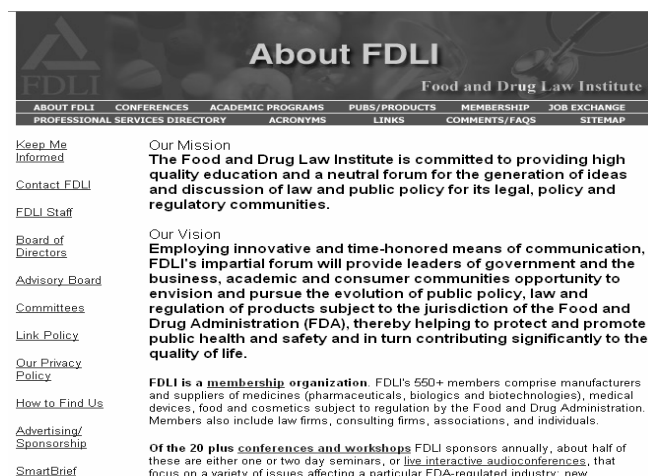 About FDLI
FDLI
Food and Drug Law Institute
ABOUT FDLI CONFERENCES ACADEMIC PROGRAMS PUBS/PRODUCTS MEMBERSHIP JOB EXCHANGE
PROFESSIONAL SERVICES DIRECTORY ACRONYMS LINKS COMMENTS/FAQS SITEMAP
Keep Me
Informed
Contact FDLI
FDLI Staff
Board of
Directors
Advisory Board
Committees
Link Policy
Our Privacy
Policy
How to Find Us
Advertising/
Sponsorship
SmartBrief
Our Mission
The Food and Drug Law Institute is committed to providing high
quality education and a neutral forum for the generation of ideas
and discussion of law and public policy for its legal, policy and
regulatory communities.
Our Vision
Employing innovative and time-honored means of communication,
FDLI's impartial forum will provide leaders of government and the
business, academic and consumer communities opportunity to
envision and pursue the evolution of public policy, law and
regulation of products subject to the jurisdiction of the Food and
Drug Administration (FDA), thereby helping to protect and promote
public health and safety and in turn contributing significantly to the
quality of life.
FDLI is a membership organization. FDLI's 550+ members comprise manufacturers
and suppliers of medicines (pharmaceuticals, biologics and biotechnologies), medical
devices, food and cosmetics subject to regulation by the Food and Drug Administration.
Members also include law firms, consulting firms, associations, and individuals.
Of the 20 plus conferences and workshops FDLI sponsors annually, about half of
these are either one or two day seminars, or live interactive audioconferences, that
focus on a variety of issues affecting a particular FDA-regulated industry: new